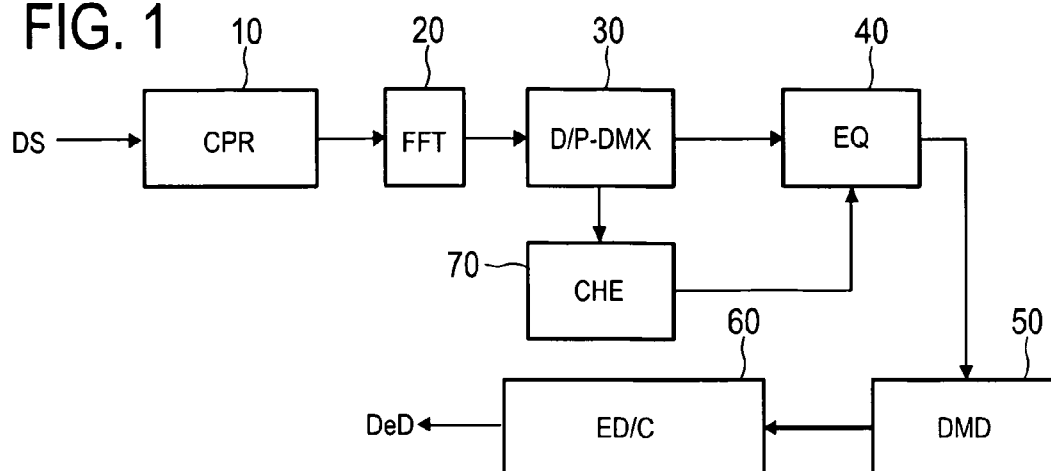 FIG. 1
10
20
30
40
DS
CPR
FFT
D/P-DMX
EQ
70
CHE
60
50
DeD
ED/C
DMD